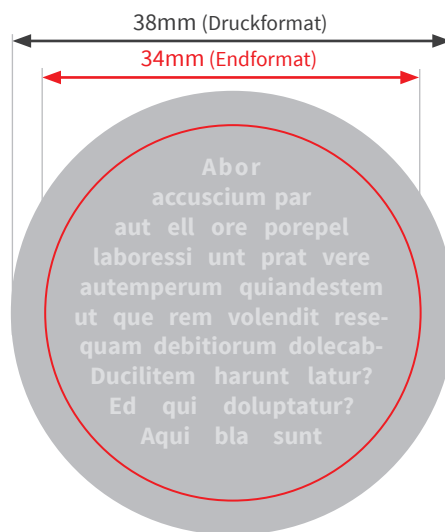 38mm (Druckformat)
34mm (Endformat)
Abor
accuscium par
aut ell ore porepel
laboressi unt prat vere
autemperum quiandestem
ut que rem volendit rese-
quam debitiorum dolecab-
Ducilitem harunt latur?
Ed qui doluptatur?
Aqui bla sunt